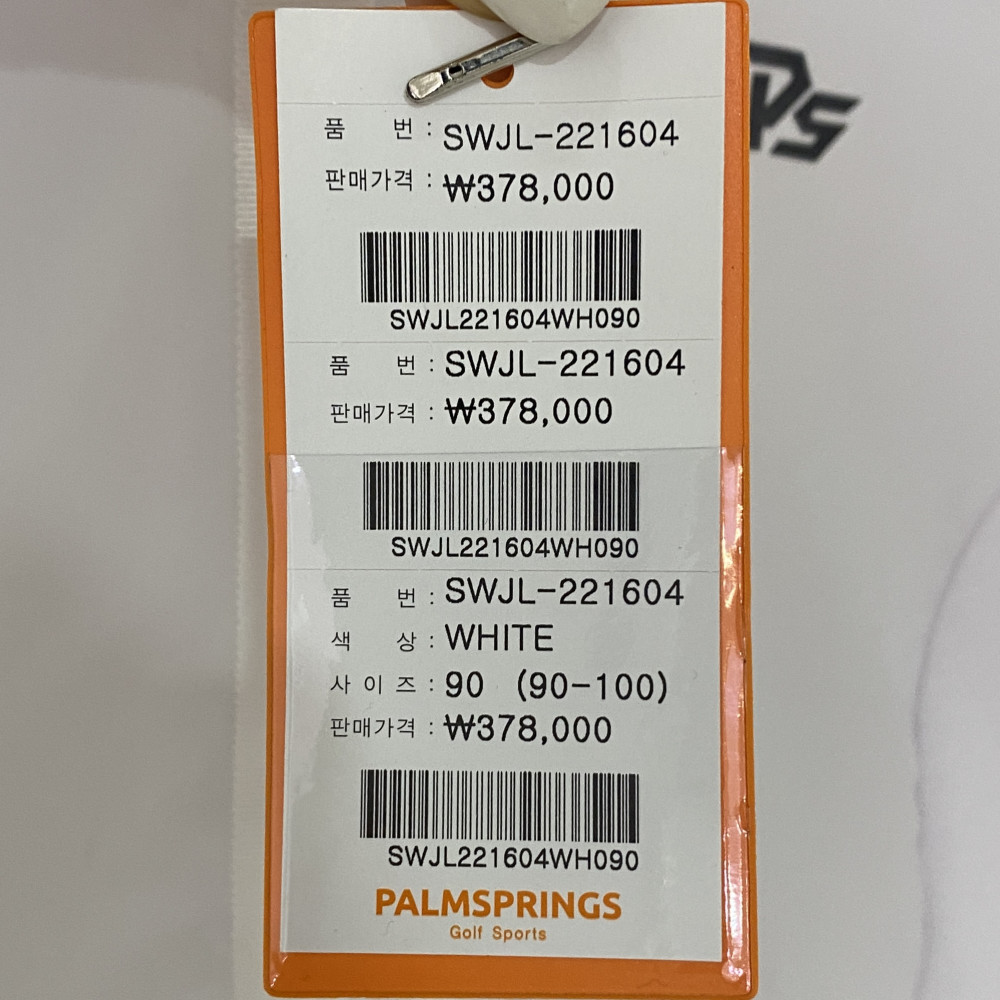 품 번 : SWJL-221604
판매가격 : ₩378,000
SWJL221604WH090
품 번 : SWJL-221604
판매가격 : ₩378,000
SWJL221604WH090
품 번 : SWJL-221604
색 상 : WHITE
사 이 즈 : 90 (90-100)
판매가격 : ₩378,000
SWJL221604WH090
PALMSPRINGS
Golf Sports